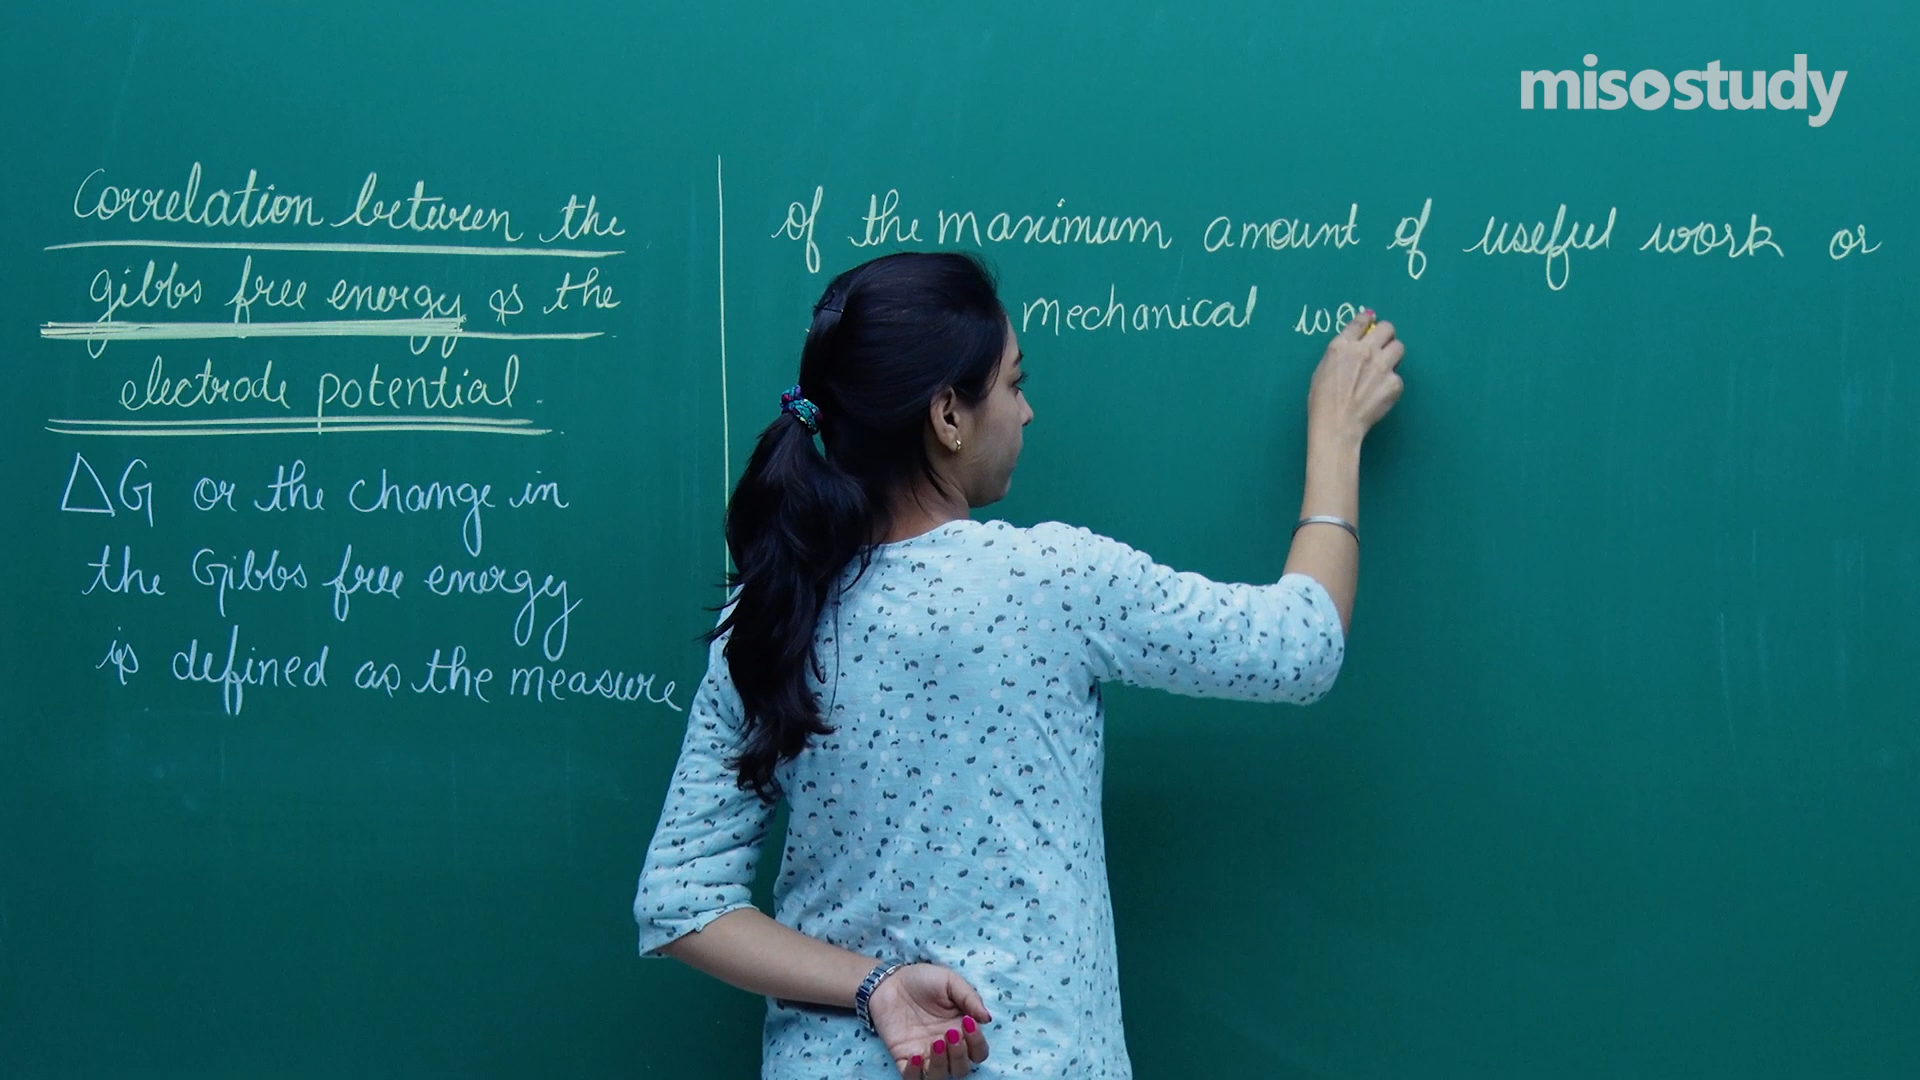 misostudy
Correlation between the
gibbs free energy & the
electrode potential.
ΔG or the change in
the Gibbs free energy
is defined as the measure
of the maximum amount of useful work or
mechanical wo